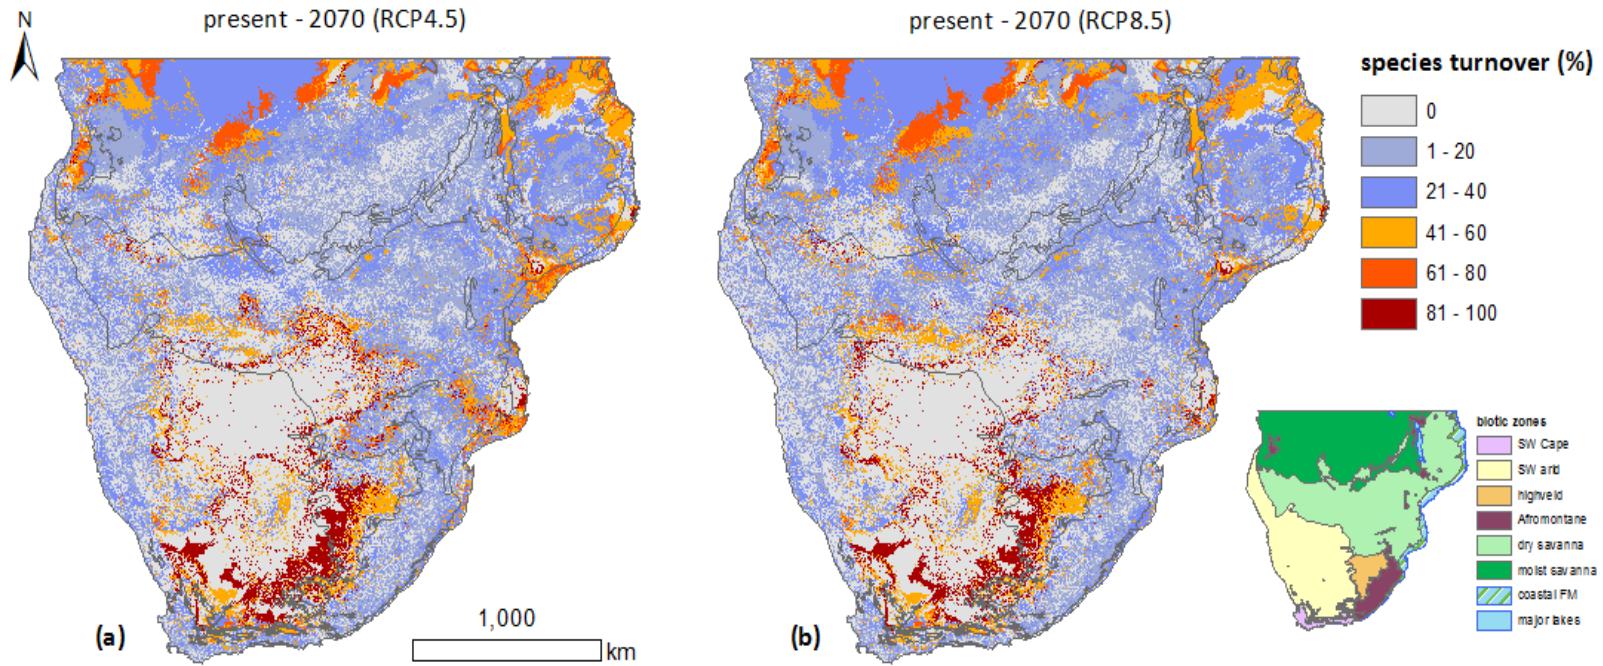 N
present - 2070 (RCP4.5)
present - 2070 (RCP8.5)
species turnover (%)
0
1 - 20
21 - 40
41 - 60
61 - 80
81 - 100
biotic zones
SW Cape
SW arid
highveld
Afromontane
dry savanna
moist savanna
coastal FM
major lakes
(a)
1,000
km
(b)